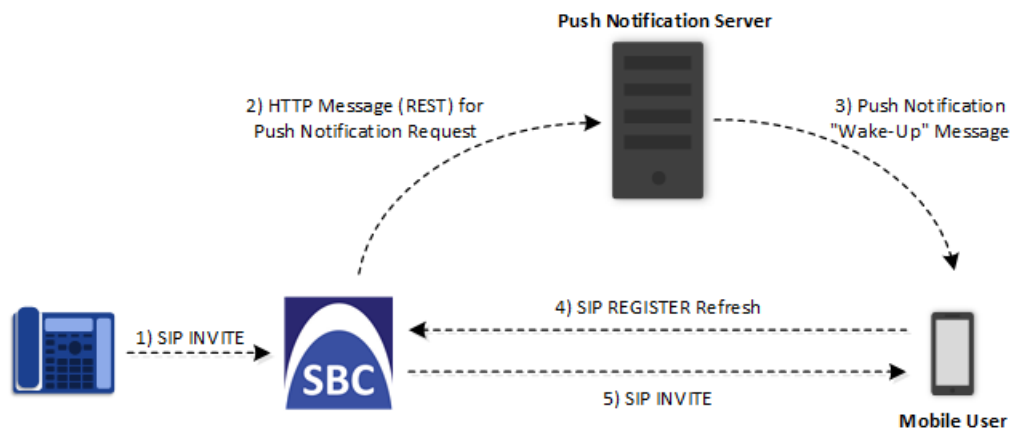 Push Notification Server
2) HTTP Message (REST) for
Push Notification Request
3) Push Notification
"Wake-Up" Message
1) SIP INVITE
SBC
4) SIP REGISTER Refresh
5) SIP INVITE
Mobile User